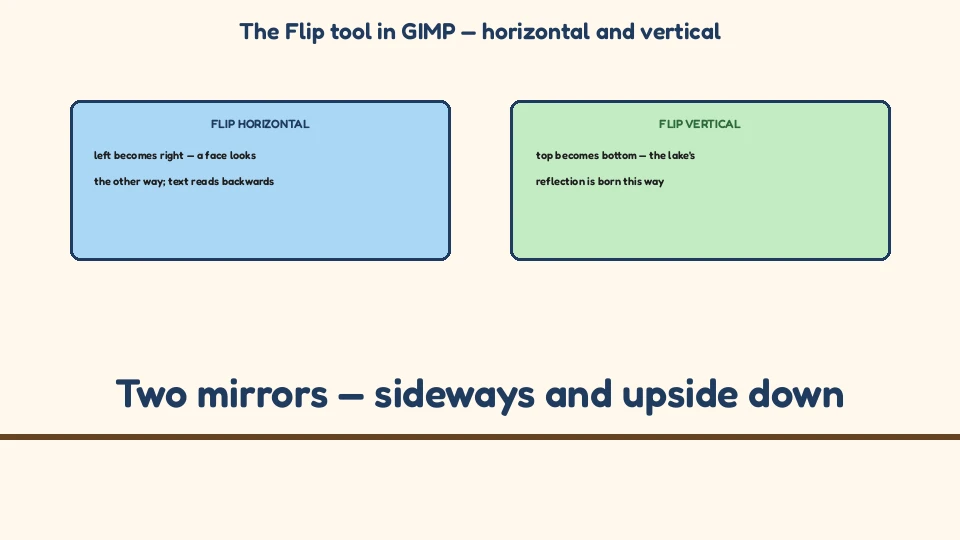 The Flip tool in GIMP — horizontal and vertical
FLIP HORIZONTAL
left becomes right — a face looks
the other way; text reads backwards
FLIP VERTICAL
top becomes bottom — the lake's
reflection is born this way
Two mirrors — sideways and upside down